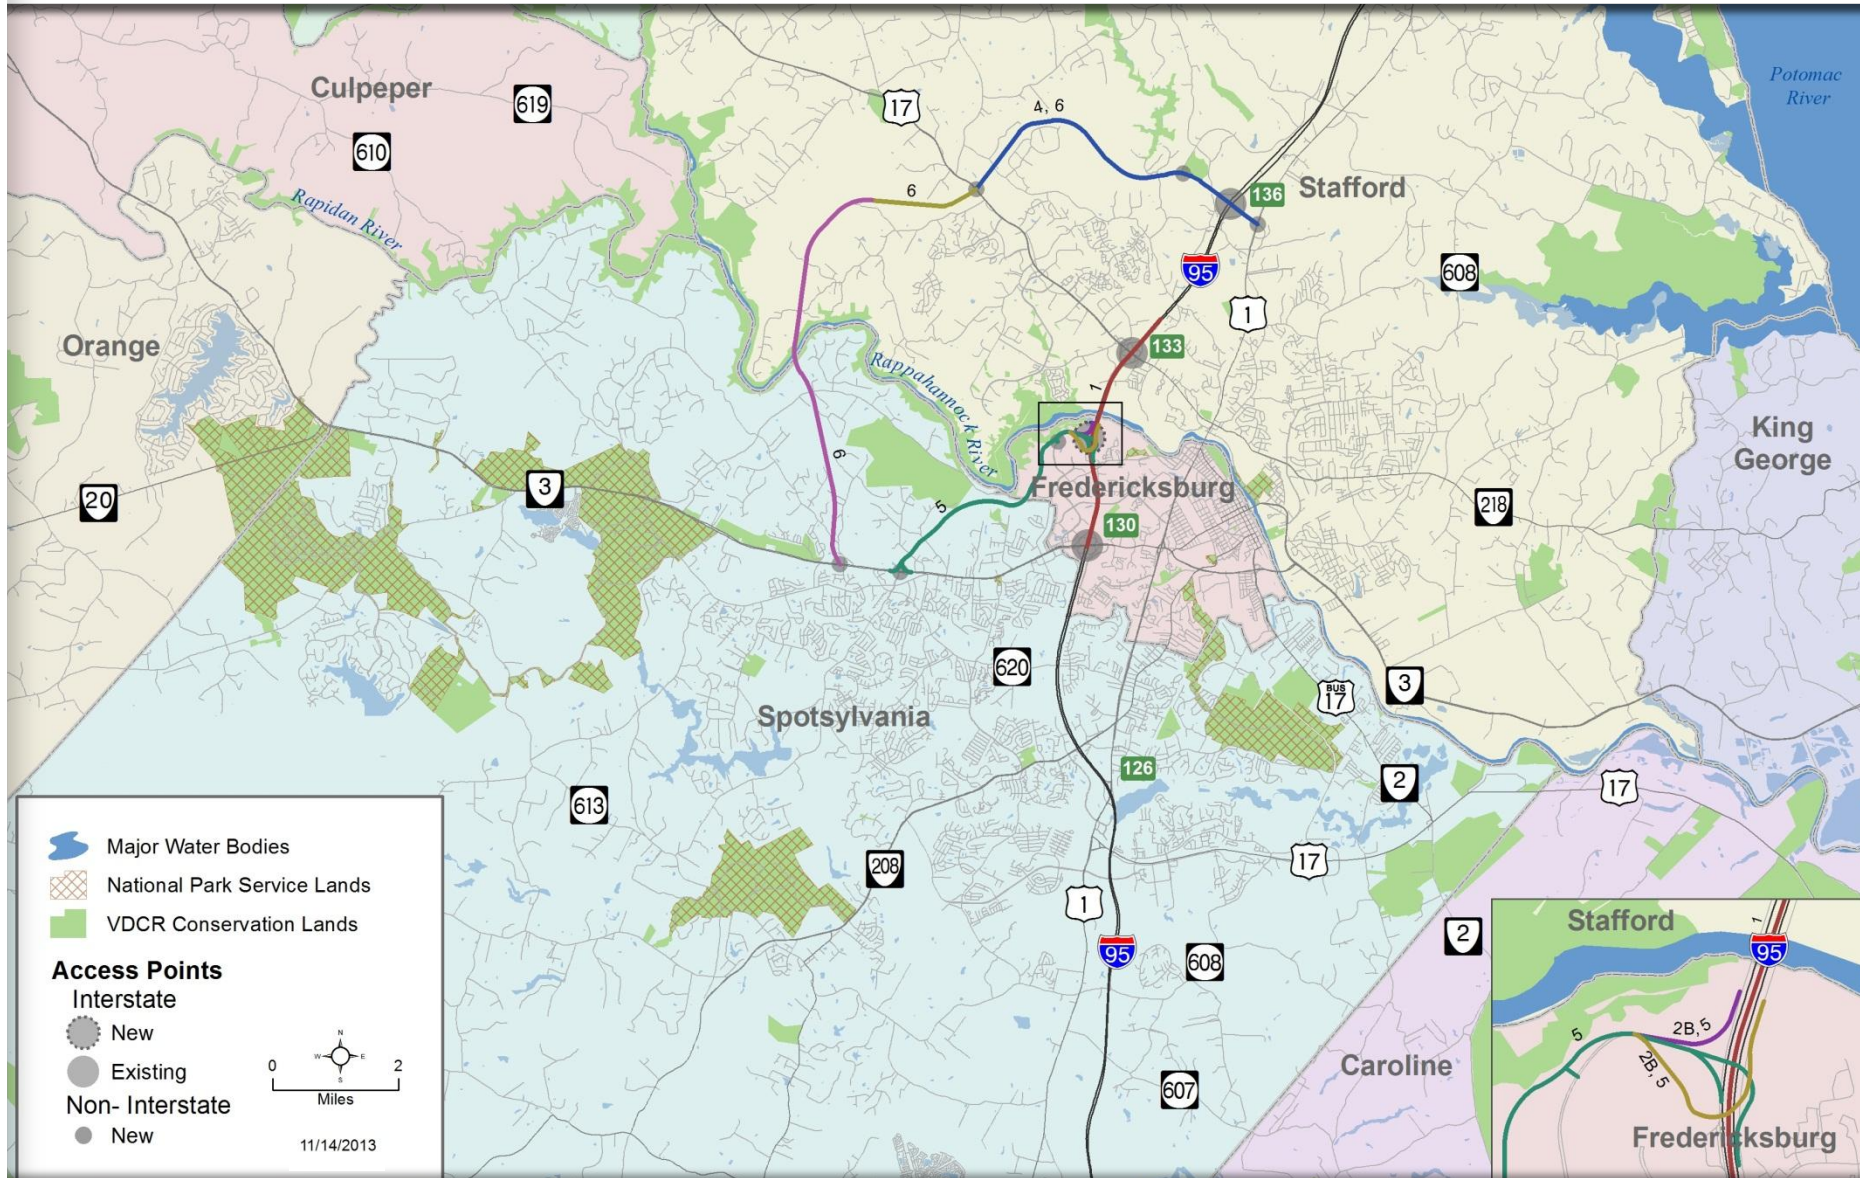 Culpeper
619
610
17
4, 6
Potomac
River
6
136
Stafford
Rapidan River
95
608
1
Orange
133
Rappahannock River
1
King
George
6
20
3
5
Fredericksburg
218
130
620
3
BUS
17
Spotsylvania
126
2
17
613
208
17
1
2
95
608
Caroline
607
Major Water Bodies
National Park Service Lands
VDCR Conservation Lands
Access Points
Interstate
New
Existing
Non- Interstate
New
N
W
E
S
0
2
Miles
11/14/2013
Stafford
1
95
5
2B, 5
2B, 5
Fredericksburg